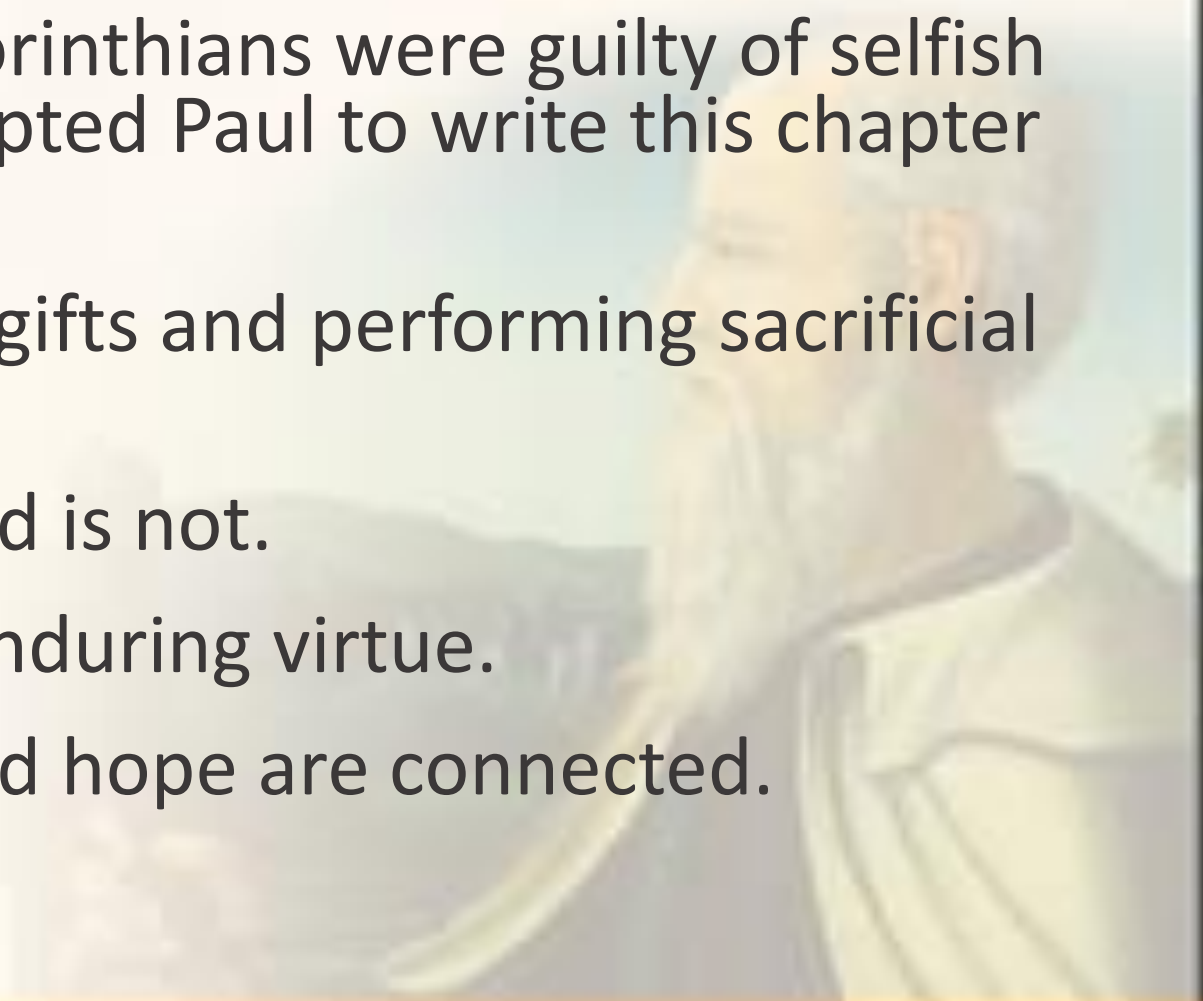 orinthians were guilty of selfish
pted Paul to write this chapter
gifts and performing sacrificial
d is not.
nduring virtue.
d hope are connected.